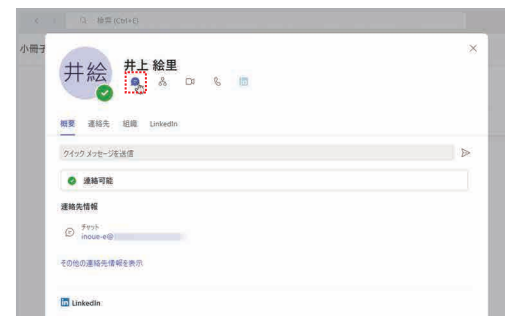 検索 (Ctrl+E)
小冊子
井絵
井上 絵里
概要 連絡先 組織 LinkedIn
クイック メッセージを送信
連絡可能
連絡先情報
チャット
inoue-e@
その他の連絡先情報を表示
LinkedIn